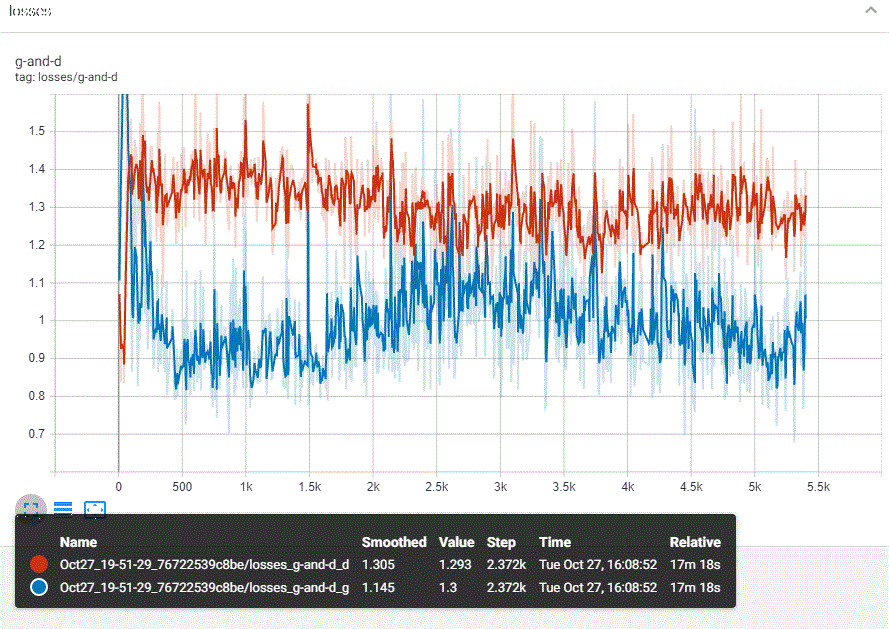 losses
g-and-d
tag: losses/g-and-d
1.5
1.4
1.3
1.2
1.1
1
0.9
0.8
0.7
0 500 1k 1.5k 2k 2.5k 3k 3.5k 4k 4.5k 5k 5.5k
Name Smoothed Value Step Time Relative
Oct27_19-51-29_76722539c8be/losses_g-and-d_d 1.305 1.293 2.372k Tue Oct 27, 16:08:52 17m 18s
Oct27_19-51-29_76722539c8be/losses_g-and-d_g 1.145 1.3 2.372k Tue Oct 27, 16:08:52 17m 18s